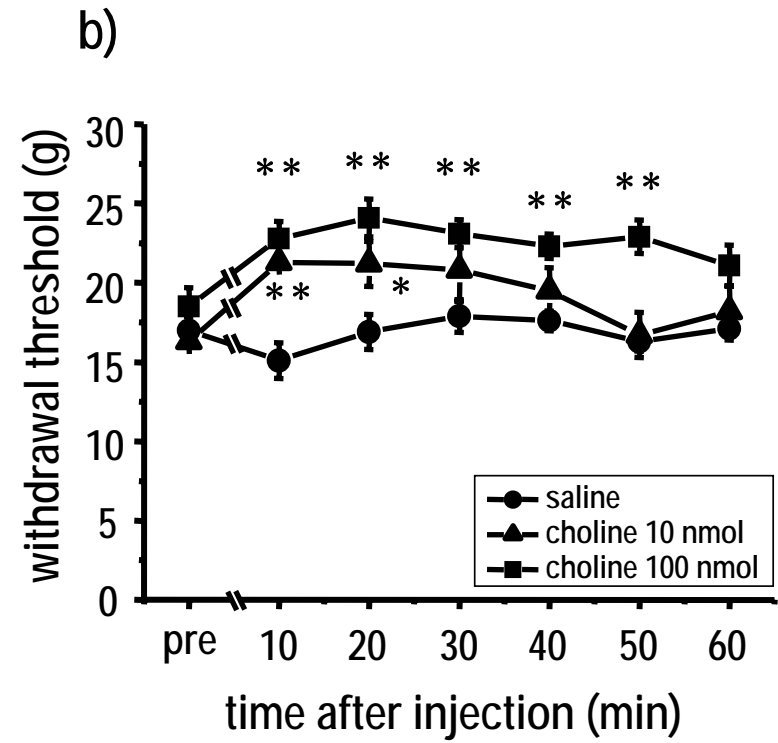 b)
withdrawal threshold (g)
30
25
20
15
10
5
0
** ** ** ** **
** *
saline
choline 10 nmol
choline 100 nmol
pre 10 20 30 40 50 60
time after injection (min)